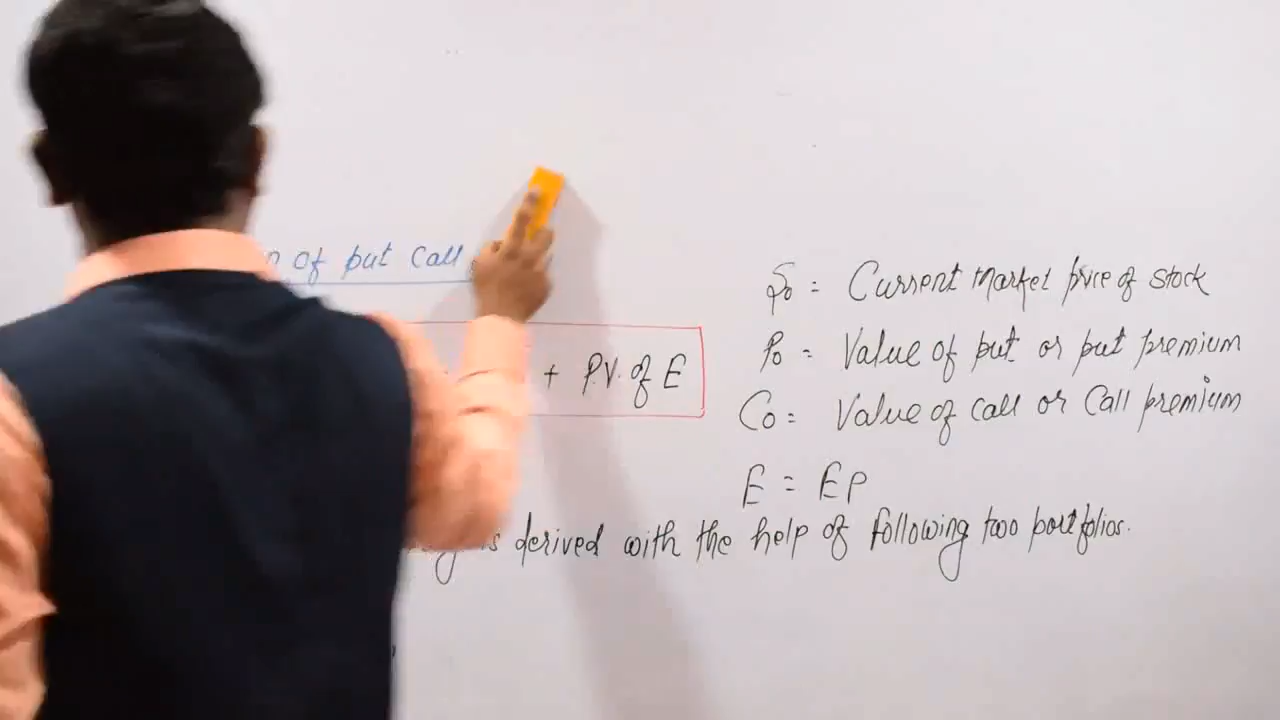 of put Call
+ P.V. of E
S0 = Current market price of stock
P0 = Value of put or put premium
C0 = Value of call or Call premium
E = EP
is derived with the help of following two portfolios.